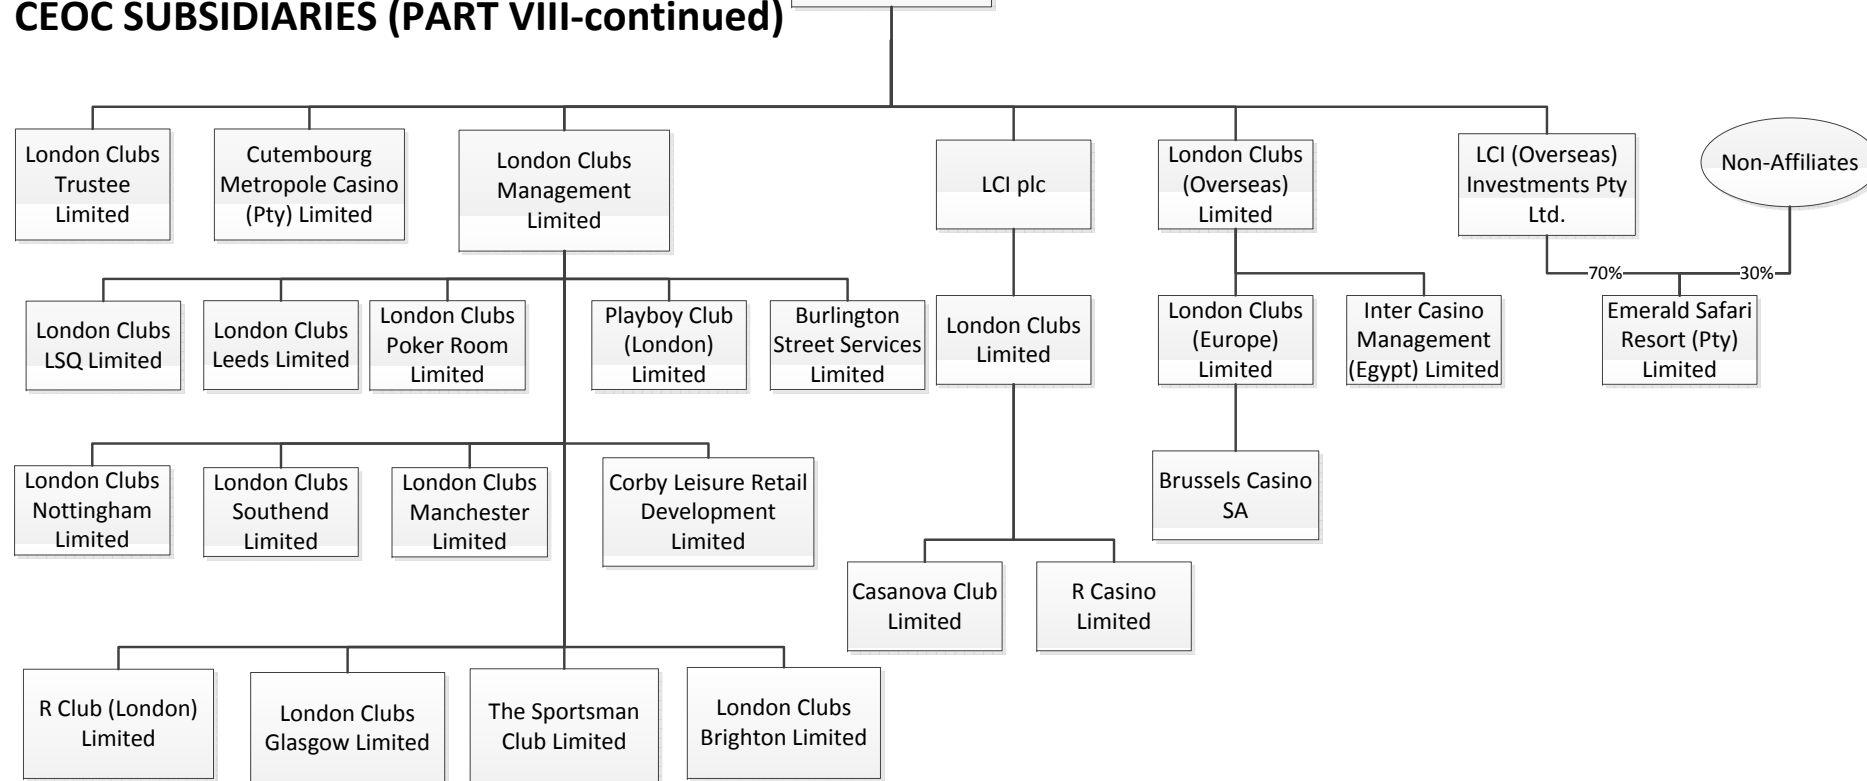 CEOC SUBSIDIARIES (PART VIII-continued)
London Clubs
Trustee
Limited
Cutembourg
Metropole Casino
(Pty) Limited
London Clubs
Management
Limited
LCI plc
London Clubs
(Overseas)
Limited
LCI (Overseas)
Investments Pty
Ltd.
Non-Affiliates
70%
30%
London Clubs
LSQ Limited
London Clubs
Leeds Limited
London Clubs
Poker Room
Limited
Playboy Club
(London)
Limited
Burlington
Street Services
Limited
London Clubs
Limited
London Clubs
(Europe)
Limited
Inter Casino
Management
(Egypt) Limited
Emerald Safari
Resort (Pty)
Limited
London Clubs
Nottingham
Limited
London Clubs
Southend
Limited
London Clubs
Manchester
Limited
Corby Leisure Retail
Development
Limited
Brussels Casino
SA
Casanova Club
Limited
R Casino
Limited
R Club (London)
Limited
London Clubs
Glasgow Limited
The Sportsman
Club Limited
London Clubs
Brighton Limited